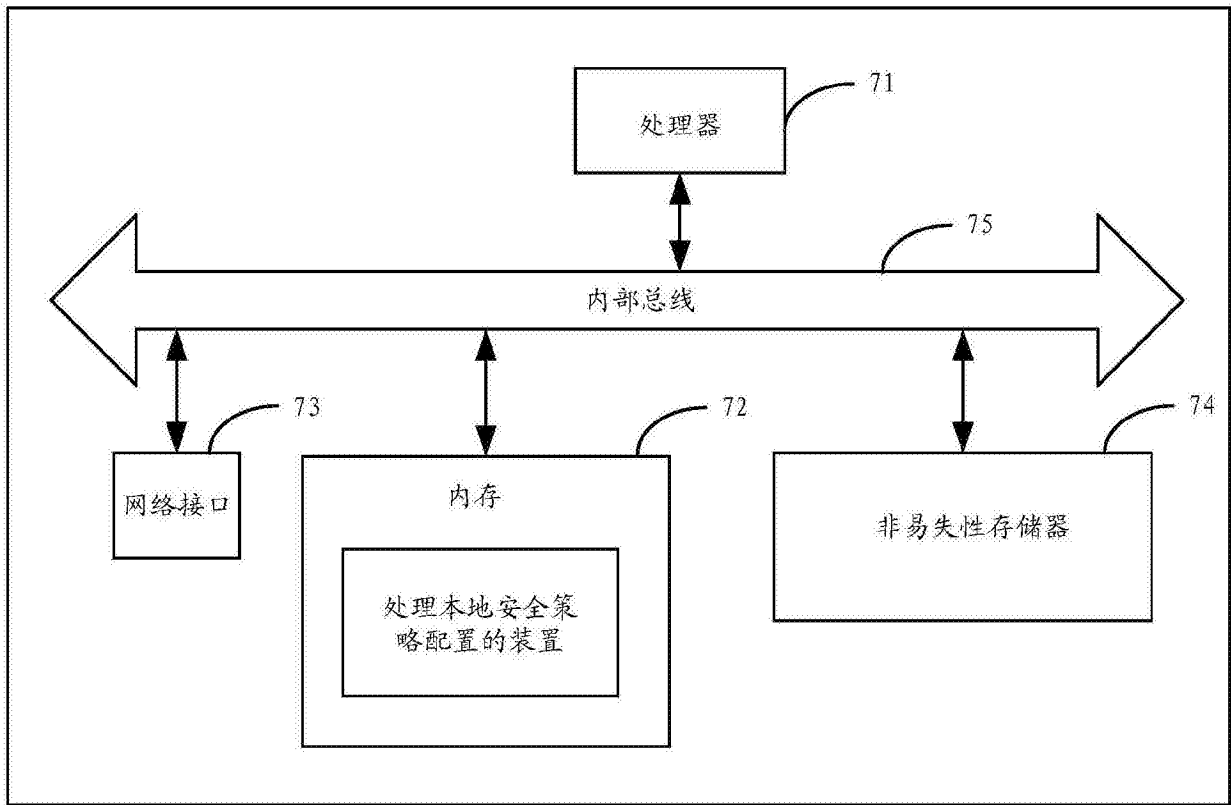 71
处理器
75
内部总线
73
72
74
网络接口
内存
非易失性存储器
处理本地安全策
略配置的装置